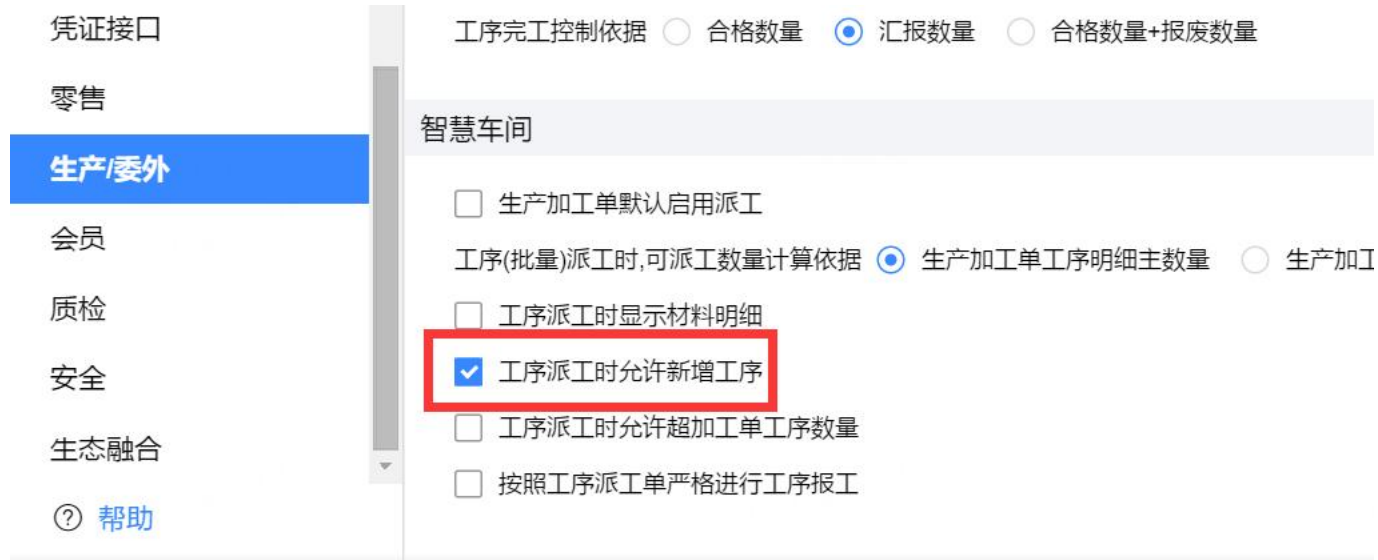 凭证接口
零售
生产/委外
会员
质检
安全
生态融合
帮助
工序完工控制依据 合格数量 汇报数量 合格数量+报废数量
智慧车间
生产加工单默认启用派工
工序(批量)派工时,可派工数量计算依据 生产加工单工序明细主数量 生产加工
工序派工时显示材料明细
工序派工时允许新增工序
工序派工时允许超加工单工序数量
按照工序派工单严格进行工序报工